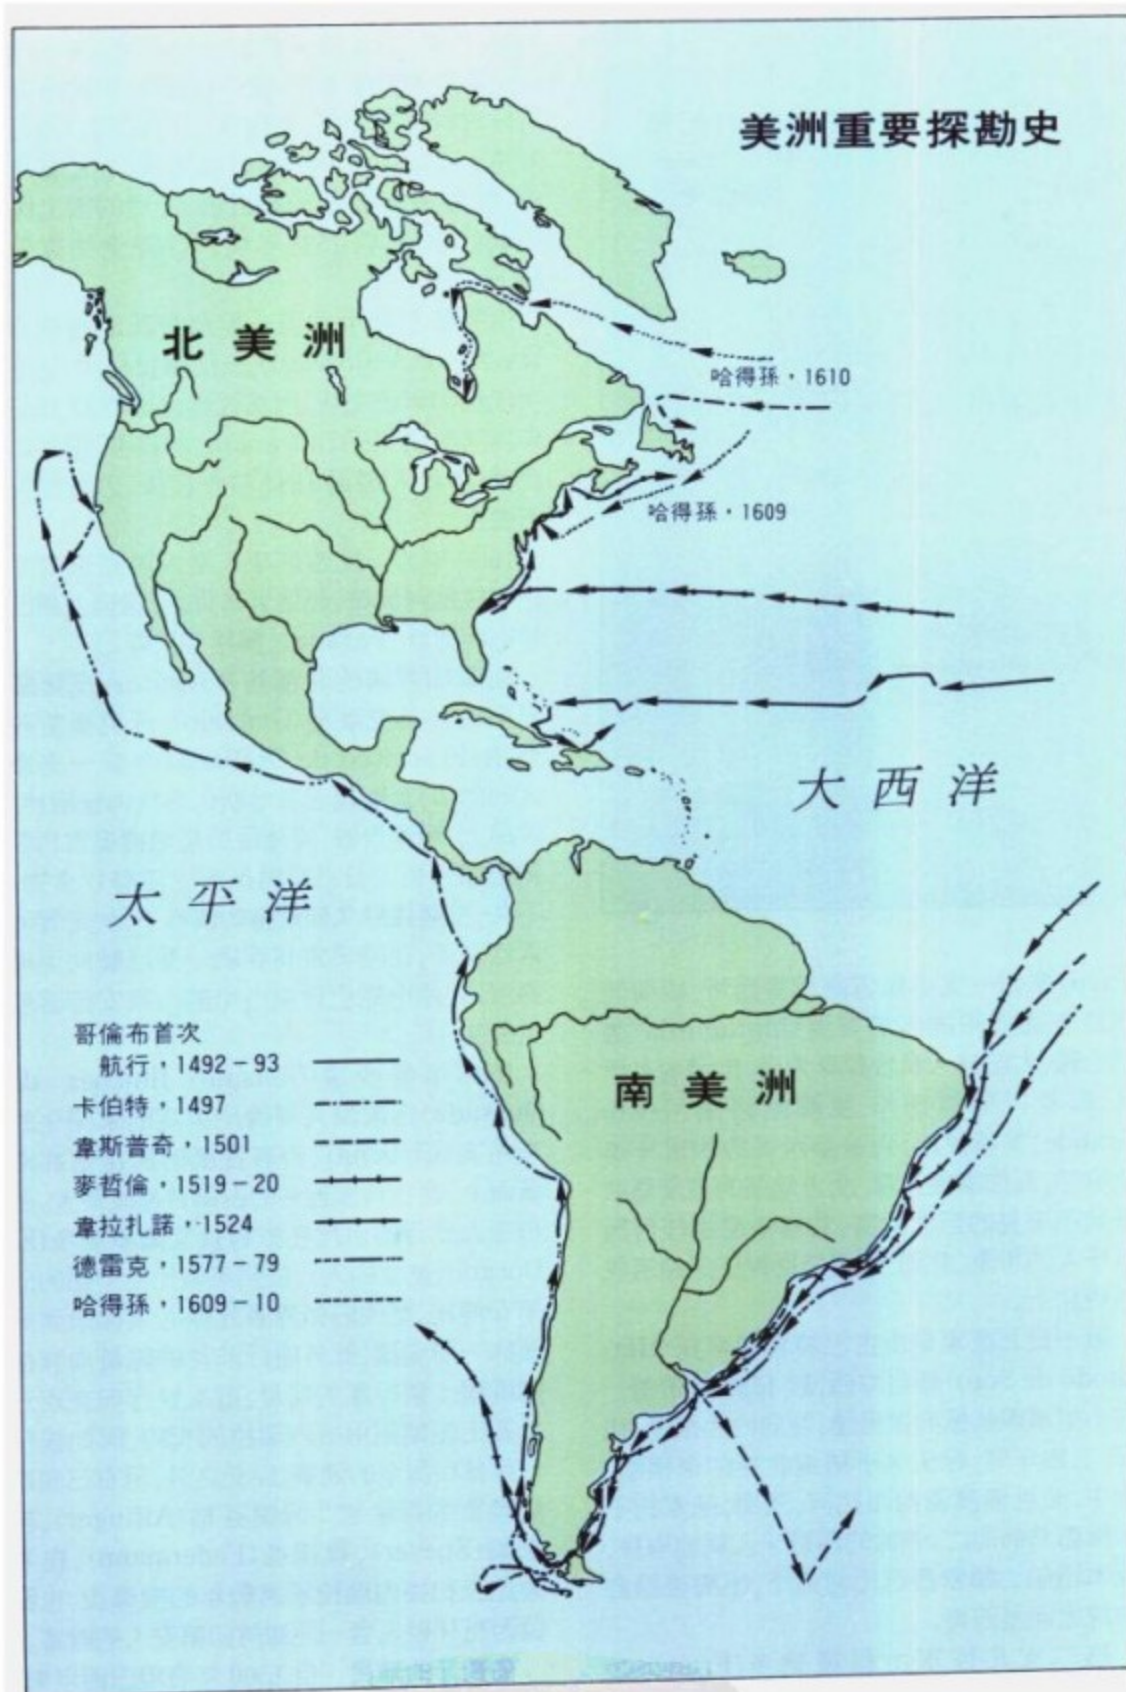 美洲重要探勘史
北美洲
哈得孫，1610
哈得孫，1609
大西洋
太平洋
南美洲
哥倫布首次
航行，1492－93
卡伯特，1497
韋斯普奇，1501
麥哲倫，1519－20
韋拉扎諾，1524
德雷克，1577－79
哈得孫，1609－10